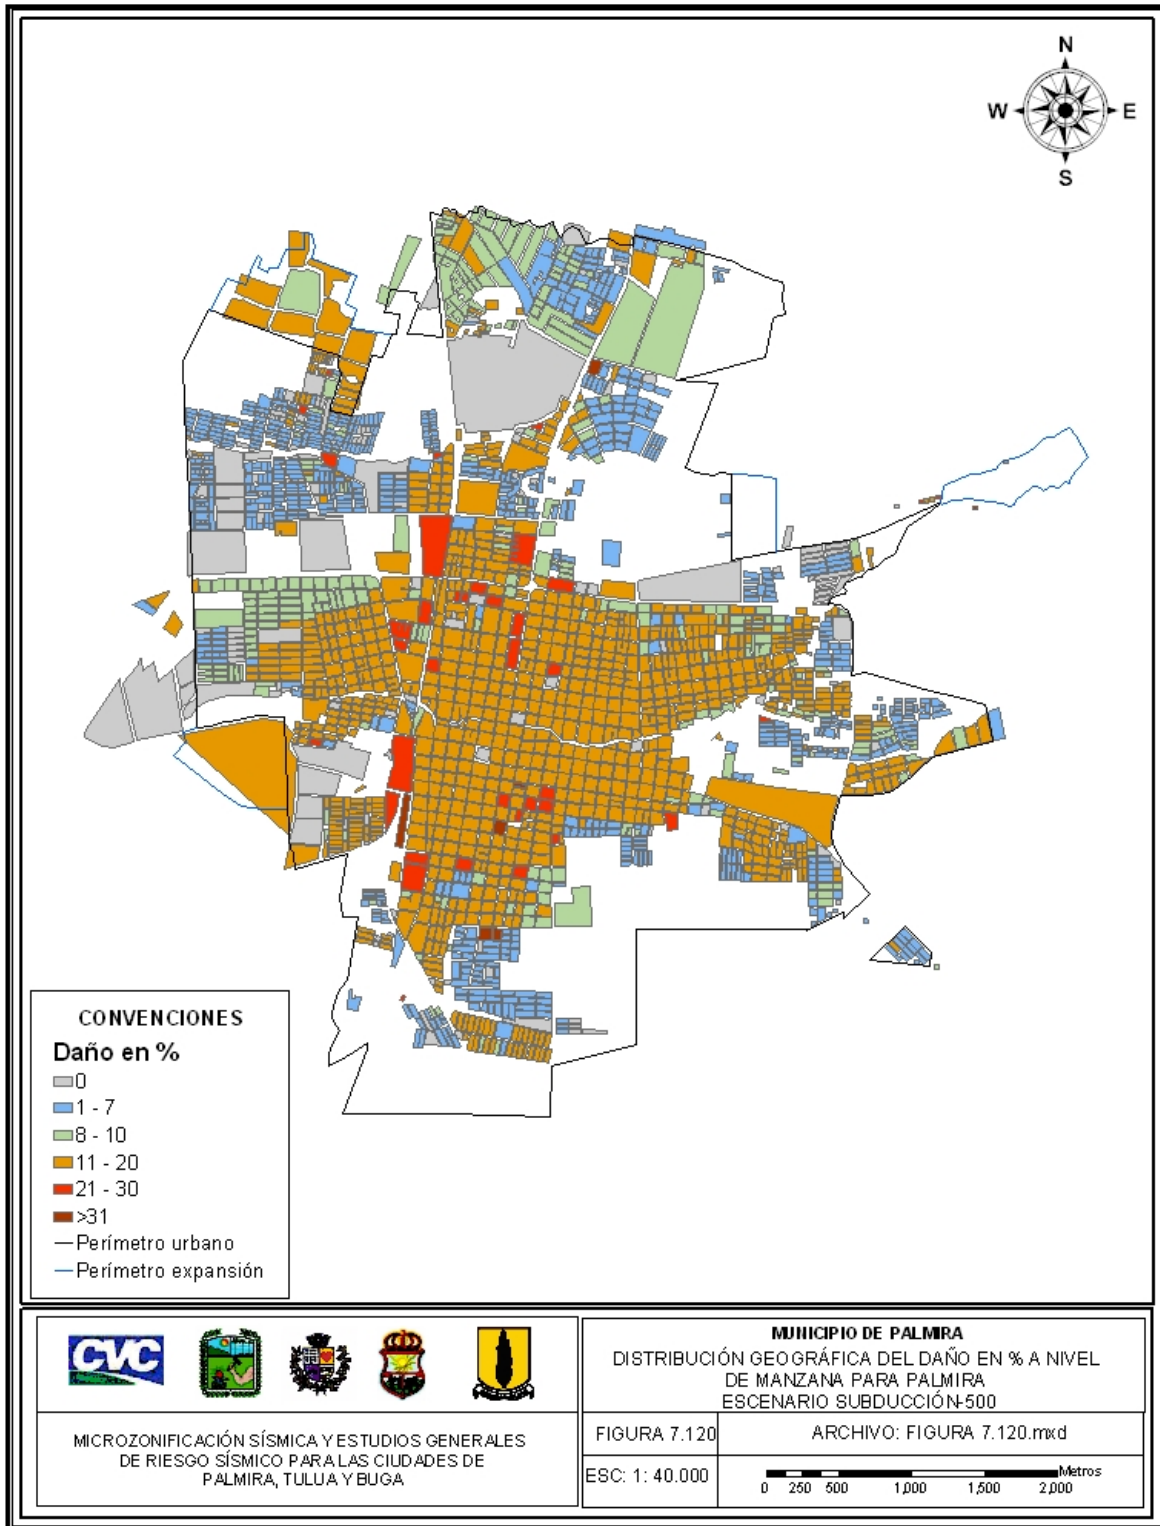 N
W E
S
CONVENCIONES
Daño en %
0
1 - 7
8 - 10
11 - 20
21 - 30
>31
Perímetro urbano
Perímetro expansión
CVC
MICROZONIFICACIÓN SÍSMICA Y ESTUDIOS GENERALES
DE RIESGO SÍSMICO PARA LAS CIUDADES DE
PALMIRA, TULUA Y BUGA
MUNICIPIO DE PALMIRA
DISTRIBUCIÓN GEOGRÁFICA DEL DAÑO EN % A NIVEL
DE MANZANA PARA PALMIRA
ESCENARIO SUBDUCCIÓN-500
FIGURA 7.120
ARCHIVO: FIGURA 7.120.mxd
ESC: 1: 40.000
Metros
0 250 500 1,000 1,500 2,000